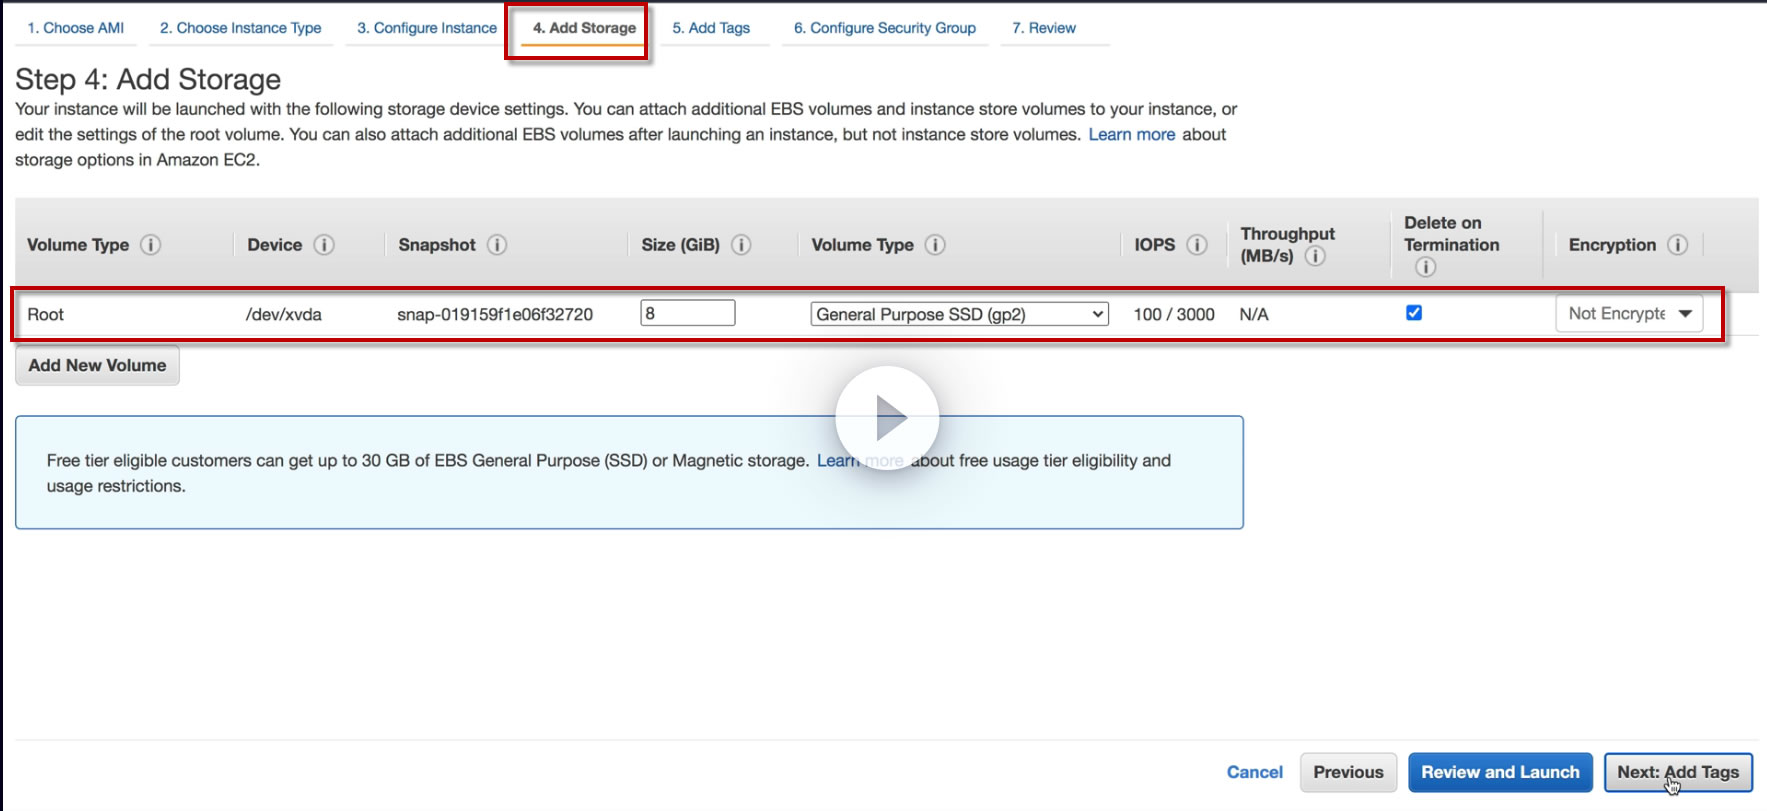 1. Choose AMI 2. Choose Instance Type 3. Configure Instance 4. Add Storage 5. Add Tags 6. Configure Security Group 7. Review
Step 4: Add Storage
Your instance will be launched with the following storage device settings. You can attach additional EBS volumes and instance store volumes to your instance, or
edit the settings of the root volume. You can also attach additional EBS volumes after launching an instance, but not instance store volumes. Learn more about
storage options in Amazon EC2.
Volume Type i Device i Snapshot i Size (GiB) i Volume Type i IOPS i Throughput (MB/s) i Delete on Termination i Encryption i
Root /dev/xvda snap-019159f1e06f32720 8 General Purpose SSD (gp2) 100 / 3000 N/A Not Encrypte
Add New Volume
Free tier eligible customers can get up to 30 GB of EBS General Purpose (SSD) or Magnetic storage. Learn more about free usage tier eligibility and
usage restrictions.
Cancel Previous Review and Launch Next: Add Tags